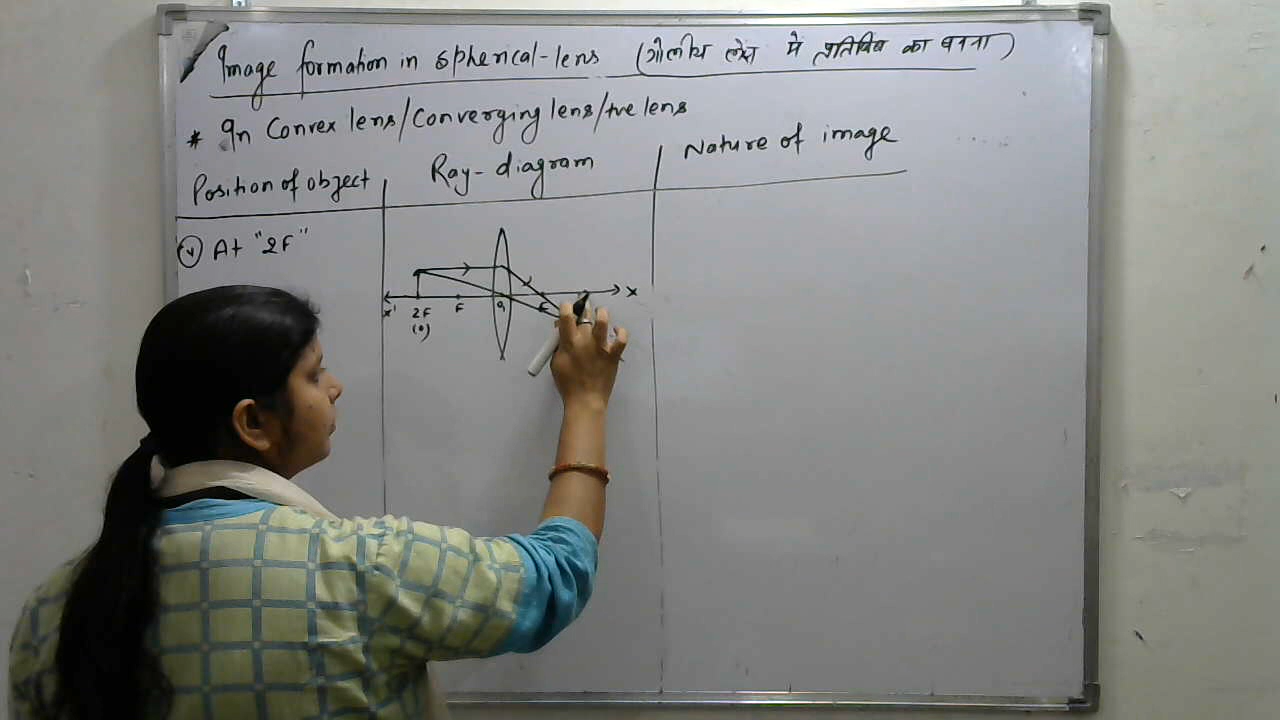 Image formation in spherical-lens (गोलीय लेंस मे प्रतिबिंब का बनना)
* In Convex lens/Converging lens/+ve lens
Position of object Ray-diagram Nature of image
(v) At "2F"
x' 2F F O F x
(O)